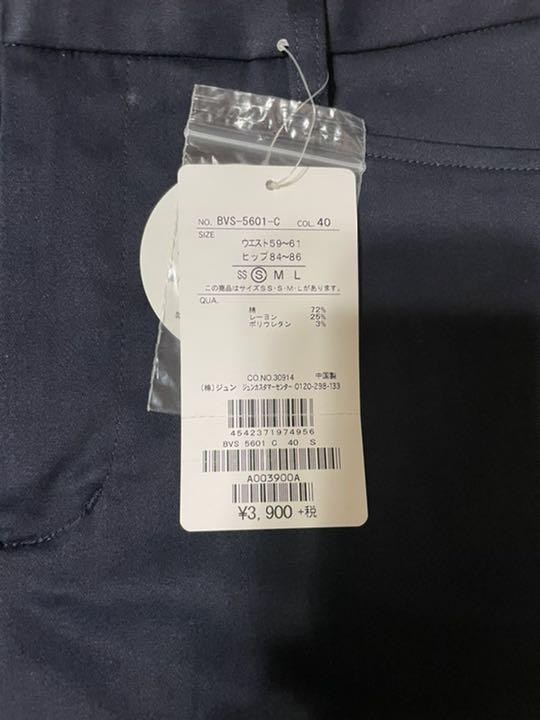 NO. BVS-5601-C COL. 40
SIZE
ウエスト59〜61
ヒップ84〜86
SS Ⓢ M L
この商品はサイズSS・S・M・Lがあります。
QUA.
綿 72%
レーヨン 25%
ポリウレタン 3%
CO.NO.30914 中国製
(株)ジュン ジュンカスタマーセンター 0120-298-133
4542371974956
BVS 5601 C 40 S
A003900A
¥3,900 +税